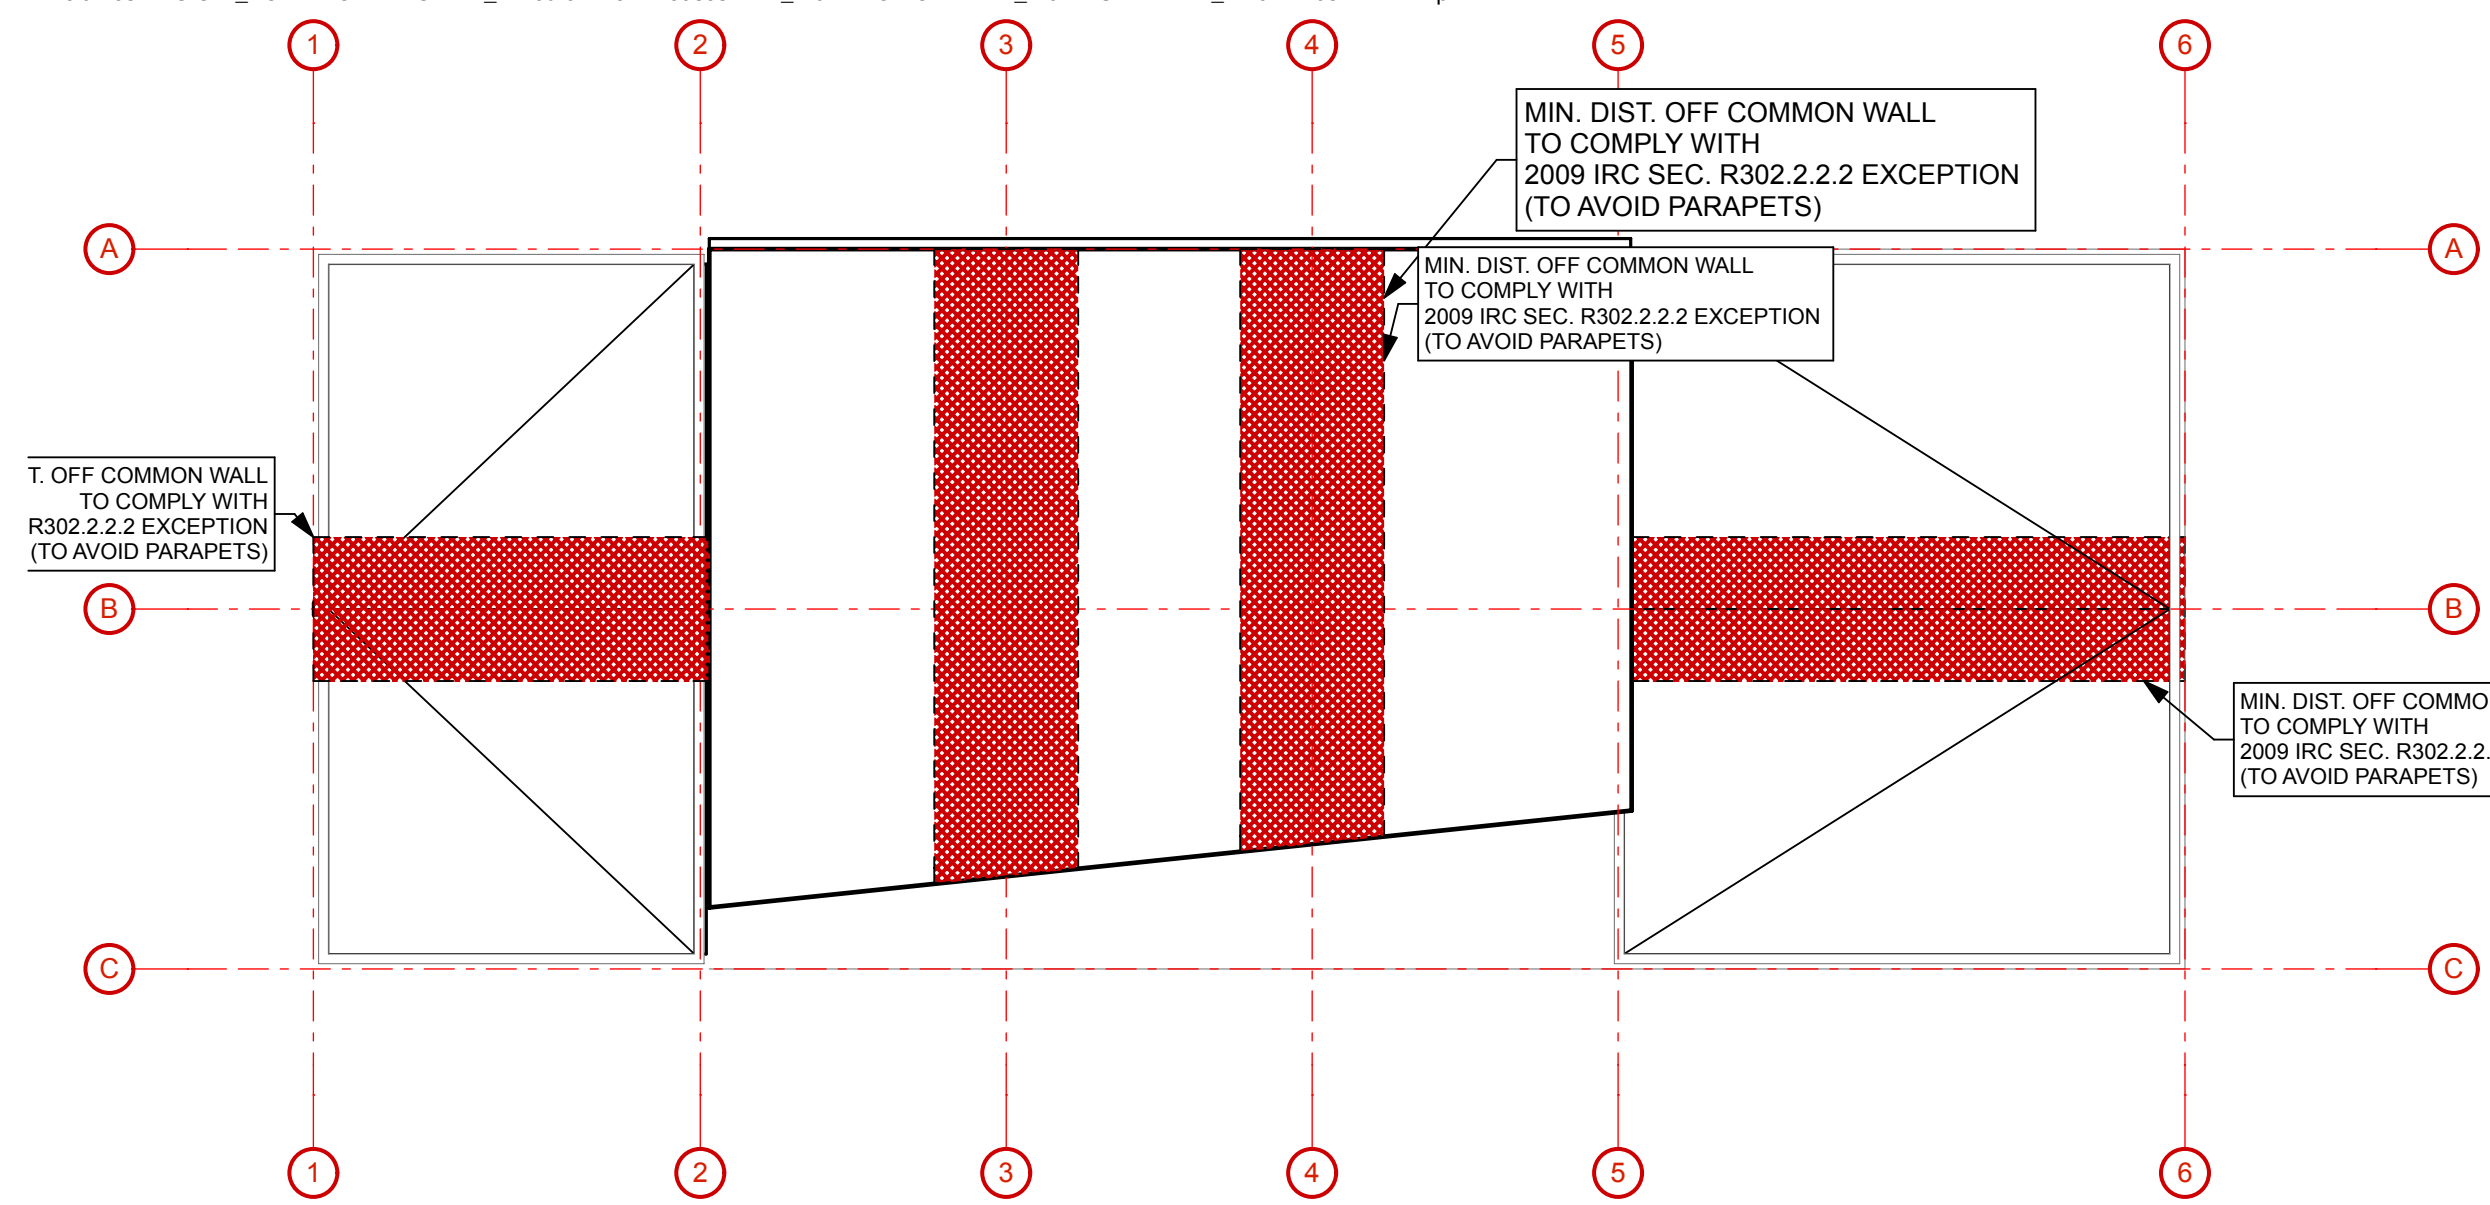 1 2 3 4 5 6
MIN. DIST. OFF COMMON WALL
TO COMPLY WITH
2009 IRC SEC. R302.2.2.2 EXCEPTION
(TO AVOID PARAPETS)
A A
MIN. DIST. OFF COMMON WALL
TO COMPLY WITH
2009 IRC SEC. R302.2.2.2 EXCEPTION
(TO AVOID PARAPETS)
T. OFF COMMON WALL
TO COMPLY WITH
R302.2.2.2 EXCEPTION
(TO AVOID PARAPETS)
B B
MIN. DIST. OFF COMMO
TO COMPLY WITH
2009 IRC SEC. R302.2.2.
(TO AVOID PARAPETS)
C C
1 2 3 4 5 6